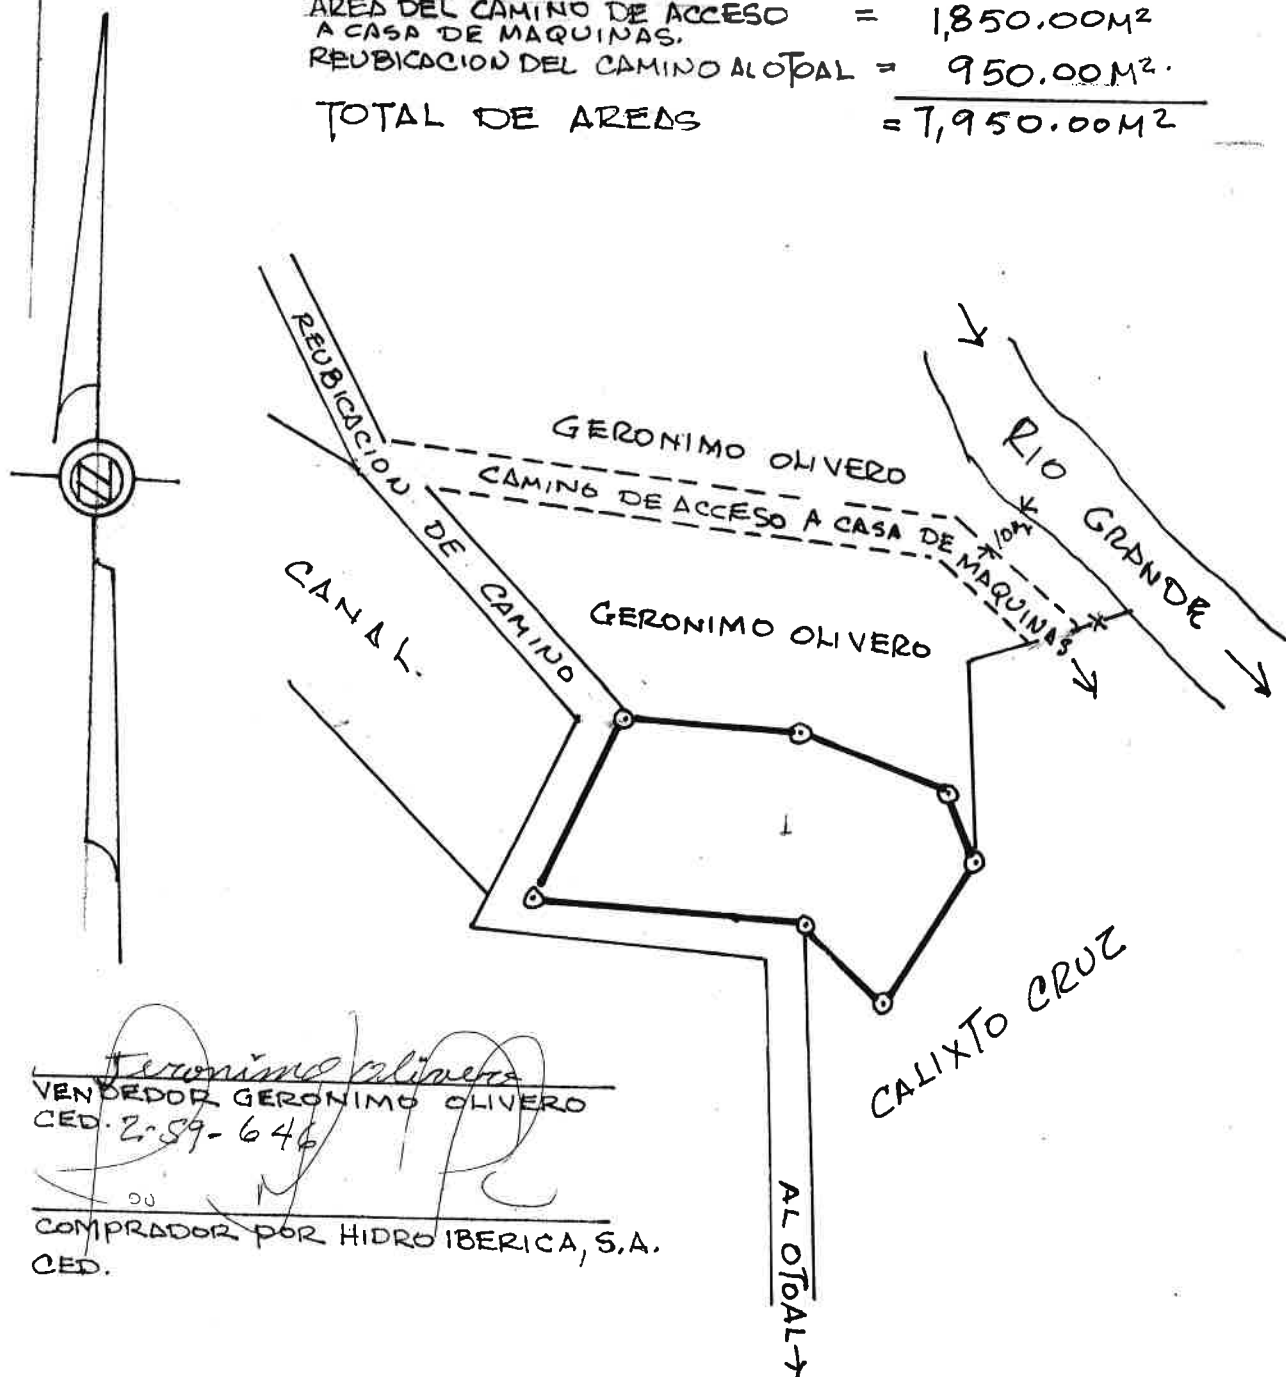 AREA DEL CAMINO DE ACCESO = 1,850.00M²
A CASA DE MAQUINAS.
REUBICACION DEL CAMINO AL OTOAL = 950.00M².
TOTAL DE AREAS = 7,950.00M²
REUBICACION DE CAMINO
GERONIMO OLIVERO
CAMINO DE ACCESO A CASA DE MAQUINAS
10M
RIO GRANDE
CANAL.
GERONIMO OLIVERO
1
CALIXTO CRUZ
Jeronimo Olivero
VENDEDOR GERONIMO OLIVERO
CED. 2-59-646
COMPRADOR POR HIDRO IBERICA, S.A.
CED.
AL OTOAL